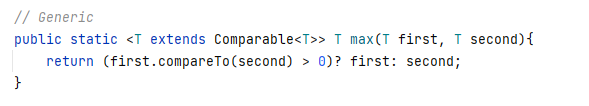 // Generic
public static <T extends Comparable<T>> T max(T first, T second){
    return (first.compareTo(second) > 0)? first: second;
}